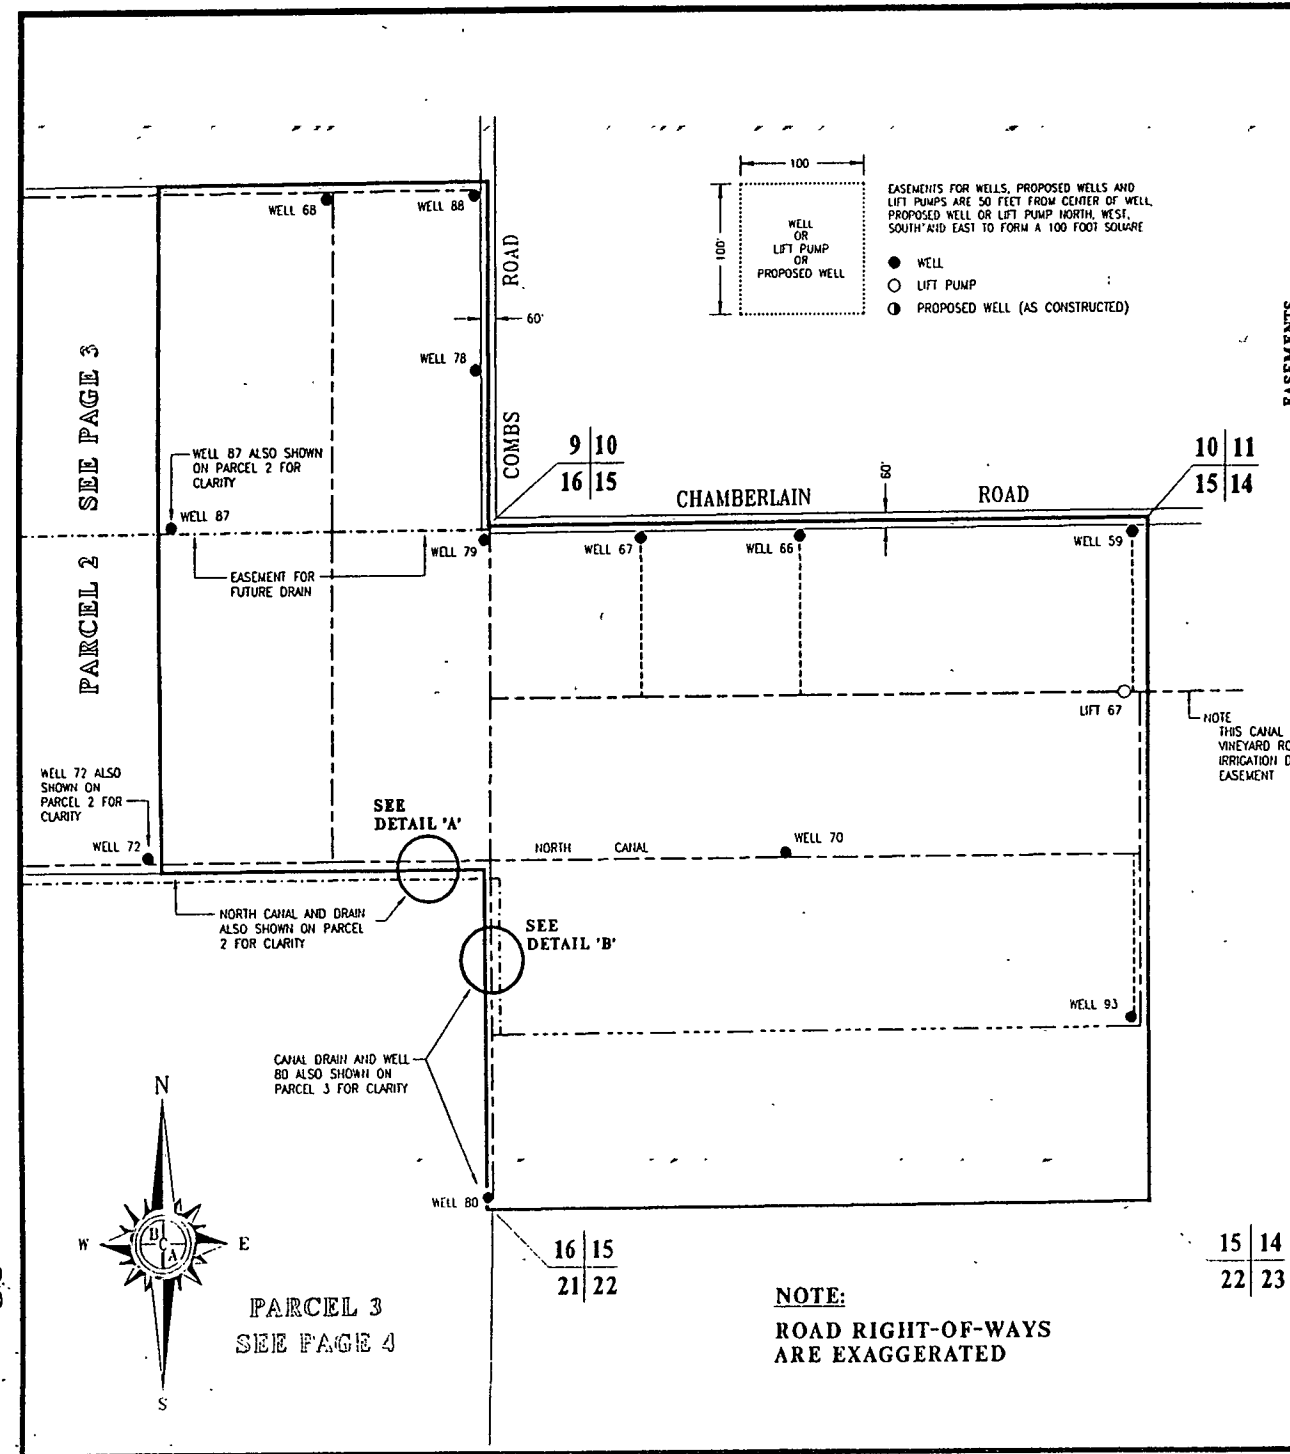 100
EASEMENTS FOR WELLS, PROPOSED WELLS AND
LIFT PUMPS ARE 50 FEET FROM CENTER OF WELL,
PROPOSED WELL OR LIFT PUMP NORTH, WEST,
SOUTH AND EAST TO FORM A 100 FOOT SQUARE
100'
WELL
OR
LIFT PUMP
OR
PROPOSED WELL
WELL
LIFT PUMP
PROPOSED WELL (AS CONSTRUCTED)
EASEMENTS
WELL 68
WELL 88
COMBS ROAD
60'
WELL 78
PARCEL 2 SEE PAGE 3
WELL 87 ALSO SHOWN
ON PARCEL 2 FOR
CLARITY
WELL 87
9 10
16 15
CHAMBERLAIN ROAD
60'
10 11
15 14
WELL 79
WELL 67
WELL 66
WELL 59
EASEMENT FOR
FUTURE DRAIN
LIFT 67
NOTE
THIS CANAL
VINEYARD RO
IRRIGATION D
EASEMENT
WELL 72 ALSO
SHOWN ON
PARCEL 2 FOR
CLARITY
WELL 72
SEE
DETAIL 'A'
NORTH CANAL
WELL 70
NORTH CANAL AND DRAIN
ALSO SHOWN ON PARCEL
2 FOR CLARITY
SEE
DETAIL 'B'
WELL 93
CANAL DRAIN AND WELL
80 ALSO SHOWN ON
PARCEL 3 FOR CLARITY
WELL 80
N
W
E
S
B
C
A
16 15
21 22
15 14
22 23
PARCEL 3
SEE PAGE 4
NOTE:
ROAD RIGHT-OF-WAYS
ARE EXAGGERATED